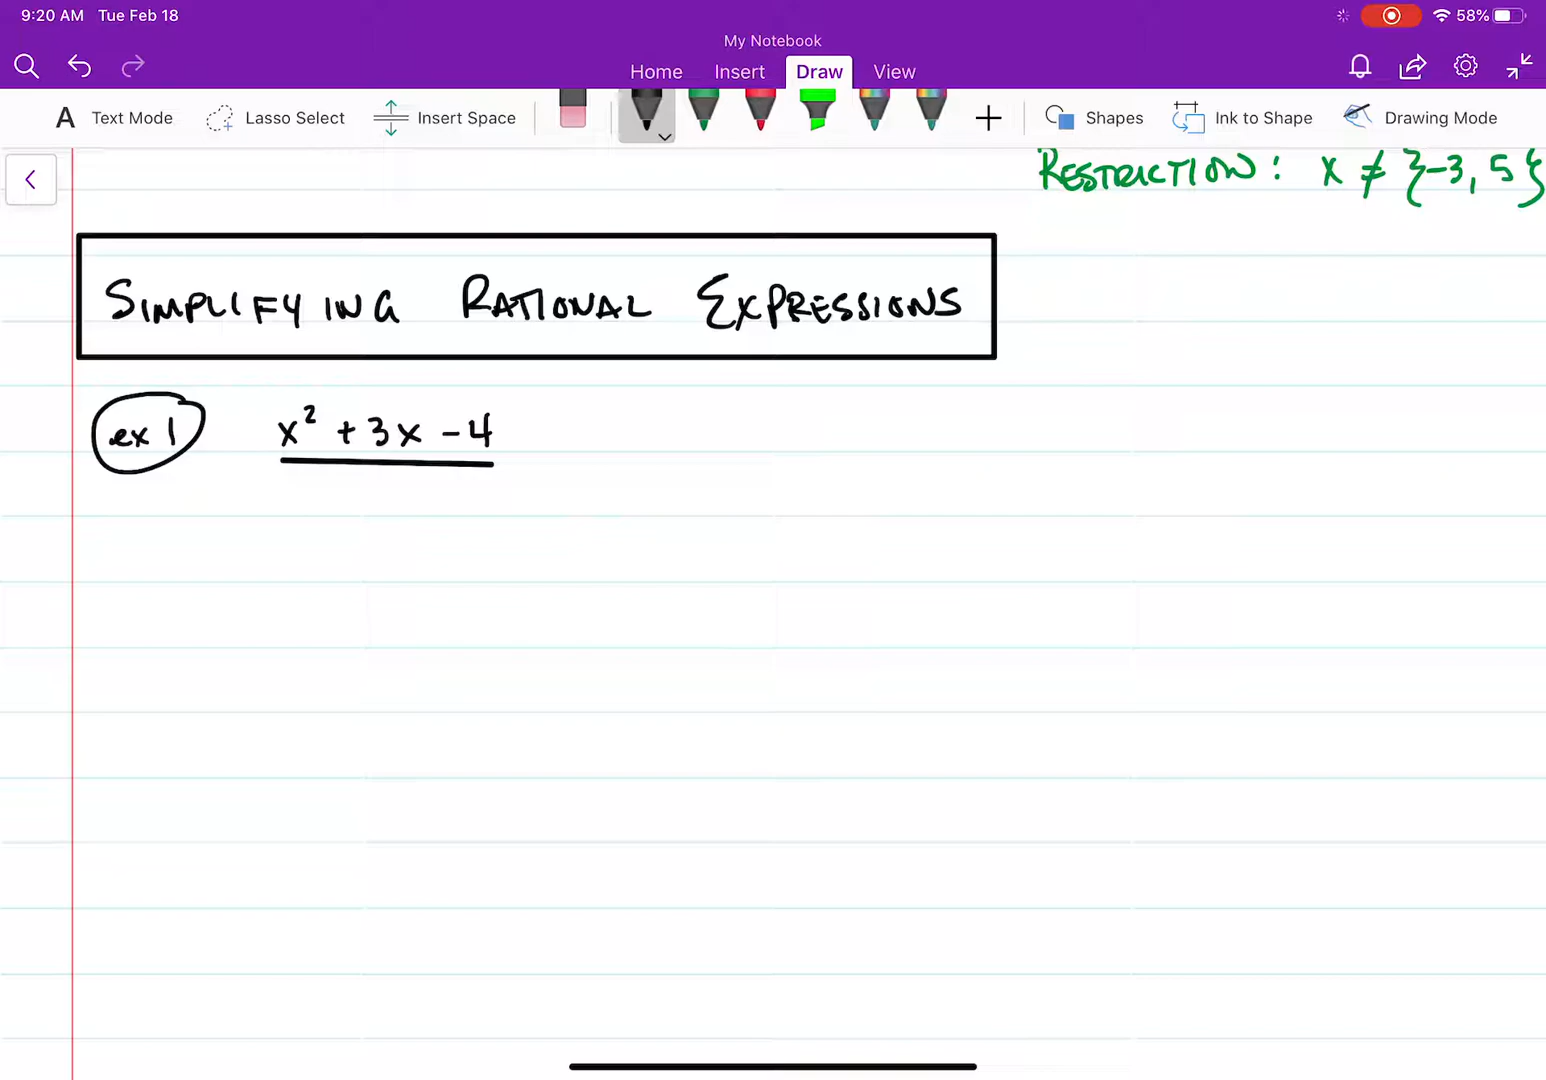 9:20 AM Tue Feb 18
58%
My Notebook
Home Insert Draw View
A Text Mode Lasso Select Insert Space Shapes Ink to Shape Drawing Mode
RESTRICTION: x ≠ {-3, 5}
SIMPLIFYING RATIONAL EXPRESSIONS
ex 1 x² + 3x - 4